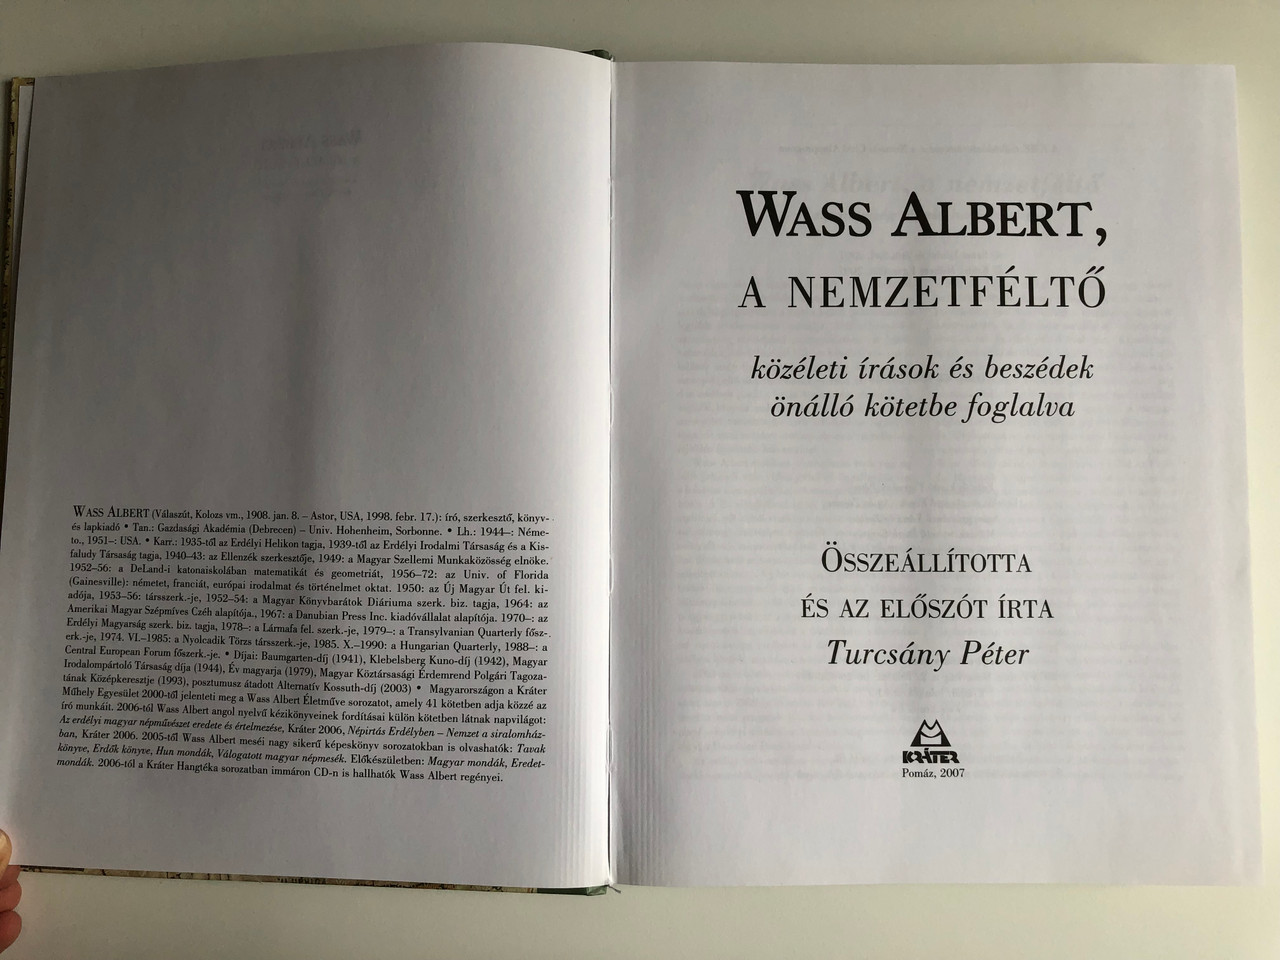 WASS ALBERT (Válaszút, Kolozs vm., 1908. jan. 8. – Astor, USA, 1998. febr. 17.): író, szerkesztő, könyv-
és lapkiadó • Tan.: Gazdasági Akadémia (Debrecen) – Univ. Hohenheim, Sorbonne. • Lh.: 1944–: Néme-
to., 1951–: USA. • Karr.: 1935-től az Erdélyi Helikon tagja, 1939-től az Erdélyi Irodalmi Társaság és a Kis-
faludy Társaság tagja, 1940–43: az Ellenzék szerkesztője, 1949: a Magyar Szellemi Munkaközösség elnöke.
1952–56: a DeLand-i katonaiskolában matematikát és geometriát, 1956–72: az Univ. of Florida
(Gainesville): németet, franciát, európai irodalmat és történelmet oktat. 1950: az Új Magyar Út fel. ki-
adója, 1953–56: társszerk.-je, 1952–54: a Magyar Könyvbarátok Diáriuma szerk. biz. tagja, 1964: az
Amerikai Magyar Szépmíves Czéh alapítója., 1967: a Danubian Press Inc. kiadóvállalat alapítója. 1970–: az
Erdélyi Magyarság szerk. biz. tagja, 1978–: a Lármafa fel. szerk.-je, 1979–: a Transylvanian Quarterly fősz-
erk.-je, 1974. VI.–1985: a Nyolcadik Törzs társszerk.-je, 1985. X.–1990: a Hungarian Quarterly, 1988–: a
Central European Forum főszerk.-je. • Díjai: Baumgarten-díj (1941), Klebelsberg Kuno-díj (1942), Magyar
Irodalompártoló Társaság díja (1944), Év magyarja (1979), Magyar Köztársasági Érdemrend Polgári Tagoza-
tának Középkeresztje (1993), posztumusz átadott Alternatív Kossuth-díj (2003) • Magyarországon a Kráter
Műhely Egyesület 2000-től jelenteti meg a Wass Albert Életműve sorozatot, amely 41 kötetben adja közzé az
író munkáit. 2006-tól Wass Albert angol nyelvű kézikönyveinek fordításai külön kötetben látnak napvilágot:
Az erdélyi magyar népművészet eredete és értelmezése, Kráter 2006, Népirtás Erdélyben – Nemzet a siralomház-
ban, Kráter 2006. 2005-től Wass Albert meséi nagy sikerű képeskönyv sorozatokban is olvashatók: Tavak
könyve, Erdők könyve, Hun mondák, Válogatott magyar népmesék. Előkészületben: Magyar mondák, Eredet-
mondák. 2006-tól a Kráter Hangtéka sorozatban immáron CD-n is hallhatók Wass Albert regényei.
WASS ALBERT,
A NEMZETFÉLTŐ
közéleti írások és beszédek
önálló kötetbe foglalva
ÖSSZEÁLLÍTOTTA
ÉS AZ ELŐSZÓT ÍRTA
Turcsány Péter
KRÁTER
Pomáz, 2007